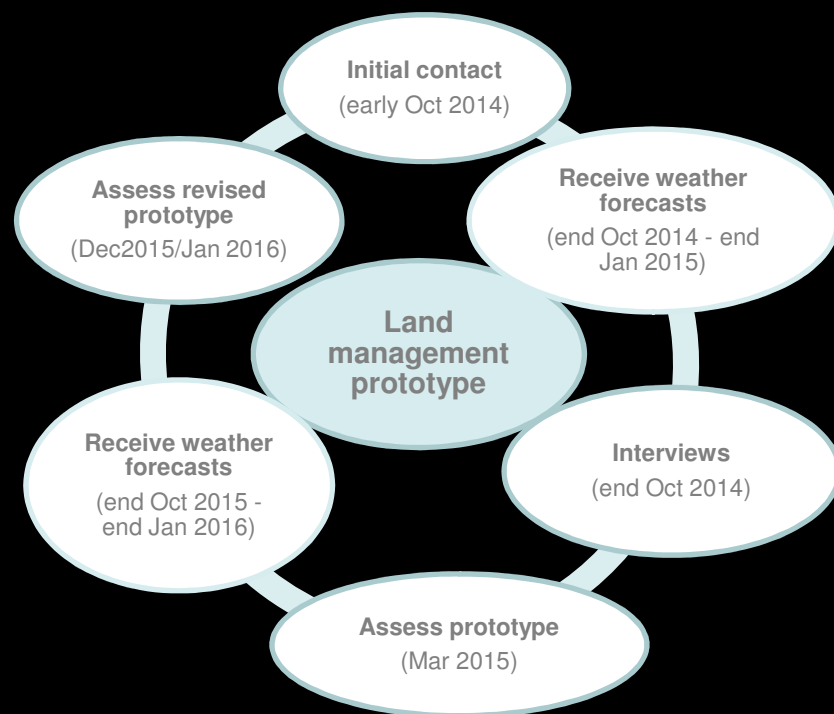 Initial contact
(early Oct 2014)
Receive weather
forecasts
(end Oct 2014 - end
Jan 2015)
Interviews
(end Oct 2014)
Assess prototype
(Mar 2015)
Receive weather
forecasts
(end Oct 2015 -
end Jan 2016)
Assess revised
prototype
(Dec2015/Jan 2016)
Land
management
prototype